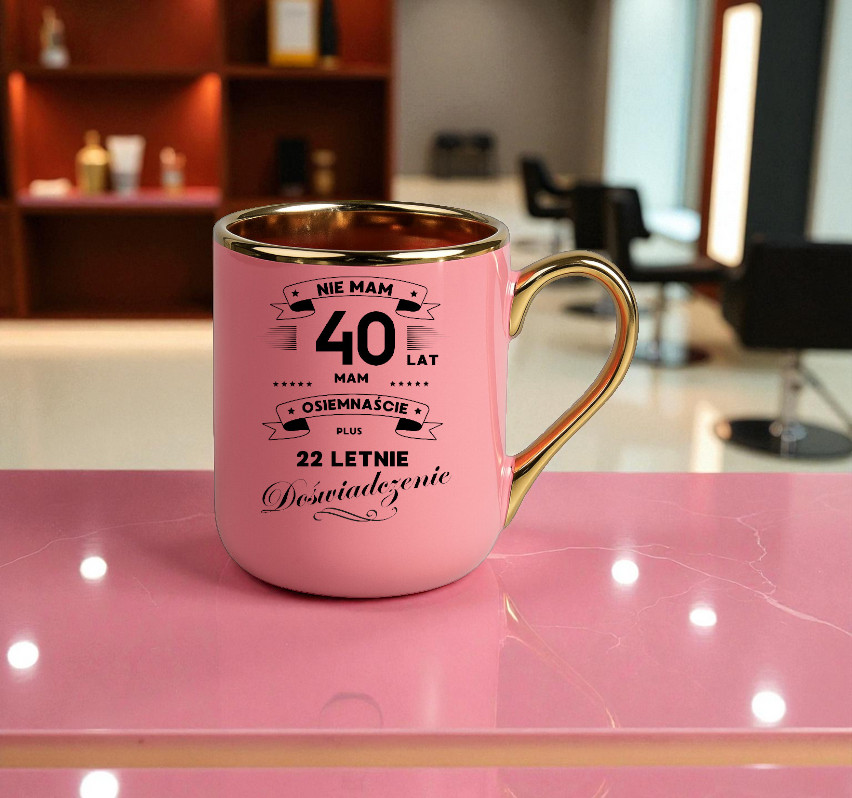 NIE MAM
40
LAT
MAM
OSIEMNAŚCIE
PLUS
22 LETNIE
Doświadczenie